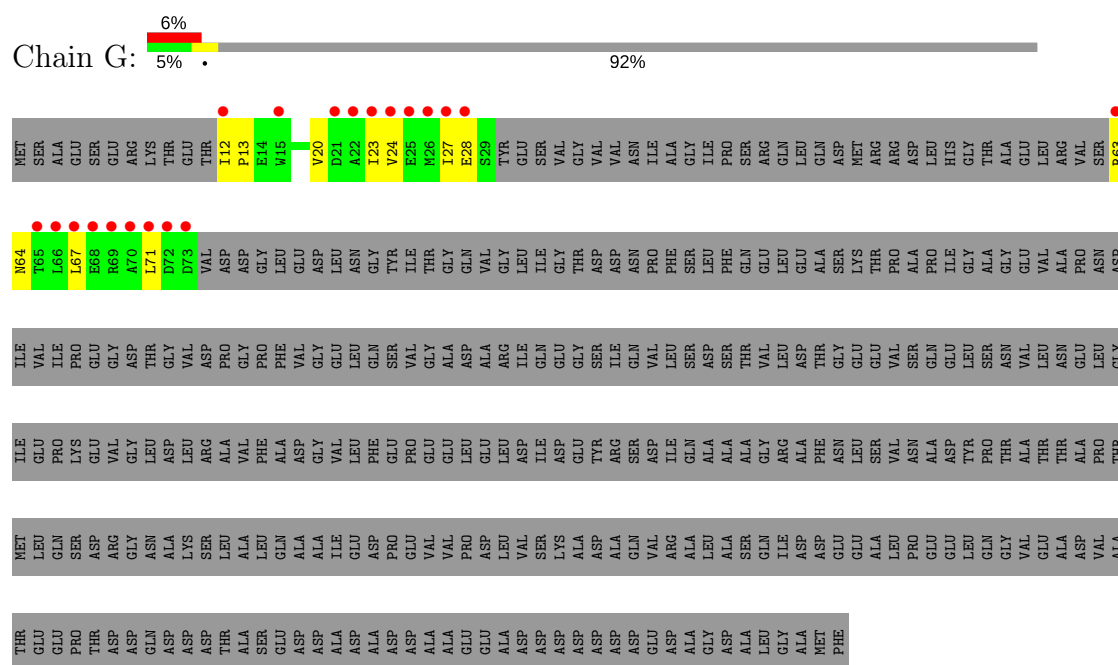 Chain G:
6%
5%
•
92%
MET SER ALA GLU SER GLU ARG LYS THR GLU THR I12 P13 E14 W15 V20 D21 A22 I23 V24 E25 M26 I27 E28 S29 TYR GLU SER VAL GLY VAL VAL ASN ILE ALA GLY ILE PRO SER ARG GLN LEU GLN ASP MET ARG ARG ASP LEU HIS GLY THR ALA GLU LEU ARG VAL SER R63
N64 T65 L66 L67 E68 R69 A70 L71 D72 D73 VAL ASP ASP GLY LEU GLU ASP LEU ASN GLY TYR ILE THR GLY GLN VAL GLY LEU ILE GLY THR ASP ASP ASN PRO PHE SER LEU PHE GLN GLU LEU GLU ALA SER LYS THR PRO ALA PRO ILE GLY ALA GLY GLU VAL ALA PRO ASN ASP
ILE VAL ILE PRO GLU GLY ASP THR GLY VAL ASP PRO GLY PRO PHE VAL GLY GLU LEU GLN SER VAL GLY ALA ASP ALA ARG ILE GLN GLU GLY SER ILE GLN VAL LEU SER ASP SER THR VAL LEU ASP THR GLY GLU GLU VAL SER GLN GLU LEU SER ASN VAL LEU ASN GLU LEU GLY
ILE GLU PRO LYS GLU VAL GLY LEU ASP LEU ARG ALA VAL PHE ALA ASP GLY VAL LEU PHE GLU PRO GLU GLU LEU GLU LEU ASP ILE ASP GLU TYR ARG SER ASP ILE GLN ALA ALA ALA GLY ARG ALA PHE ASN LEU SER VAL ASN ALA ASP TYR PRO THR ALA THR THR ALA PRO THR
MET LEU GLN SER ASP ARG GLY ASN ALA LYS SER LEU ALA LEU GLN ALA ALA ILE GLU ASP PRO GLU VAL VAL PRO ASP LEU VAL SER LYS ALA ASP ALA GLN VAL ARG ALA LEU ALA SER GLN ILE ASP ASP GLU GLU ALA LEU PRO GLU GLU LEU GLN GLY VAL GLU ALA ASP VAL ALA
THR GLU GLU PRO THR ASP ASP GLN ASP ASP ASP THR ALA SER GLU ASP ASP ALA ASP ALA ASP ASP ALA ALA GLU GLU ALA ASP ASP ASP ASP ASP ASP ASP GLU ASP ALA GLY ASP ALA LEU GLY ALA MET PHE